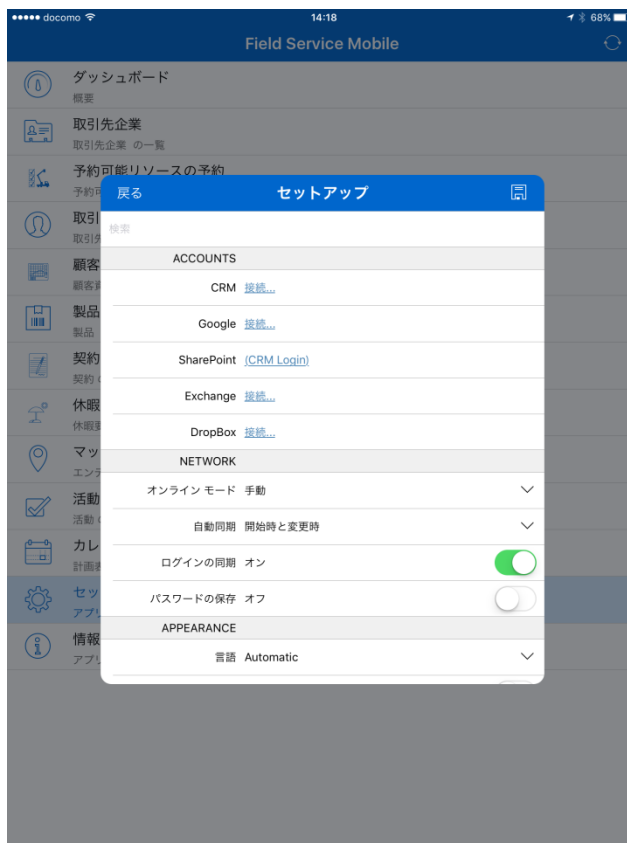 docomo 14:18 68%
Field Service Mobile
ダッシュボード
概要
取引先企業
取引先企業 の一覧
予約可能リソースの予約
予約可
取引
取引先
顧客
顧客資
製品
製品
契約
契約
休暇
休暇要
マッ
エンテ
活動
活動
カレ
計画表
セッ
アプリ
情報
アプリ
戻る セットアップ
検索
ACCOUNTS
CRM 接続...
Google 接続...
SharePoint (CRM Login)
Exchange 接続...
DropBox 接続...
NETWORK
オンライン モード 手動
自動同期 開始時と変更時
ログインの同期 オン
パスワードの保存 オフ
APPEARANCE
言語 Automatic